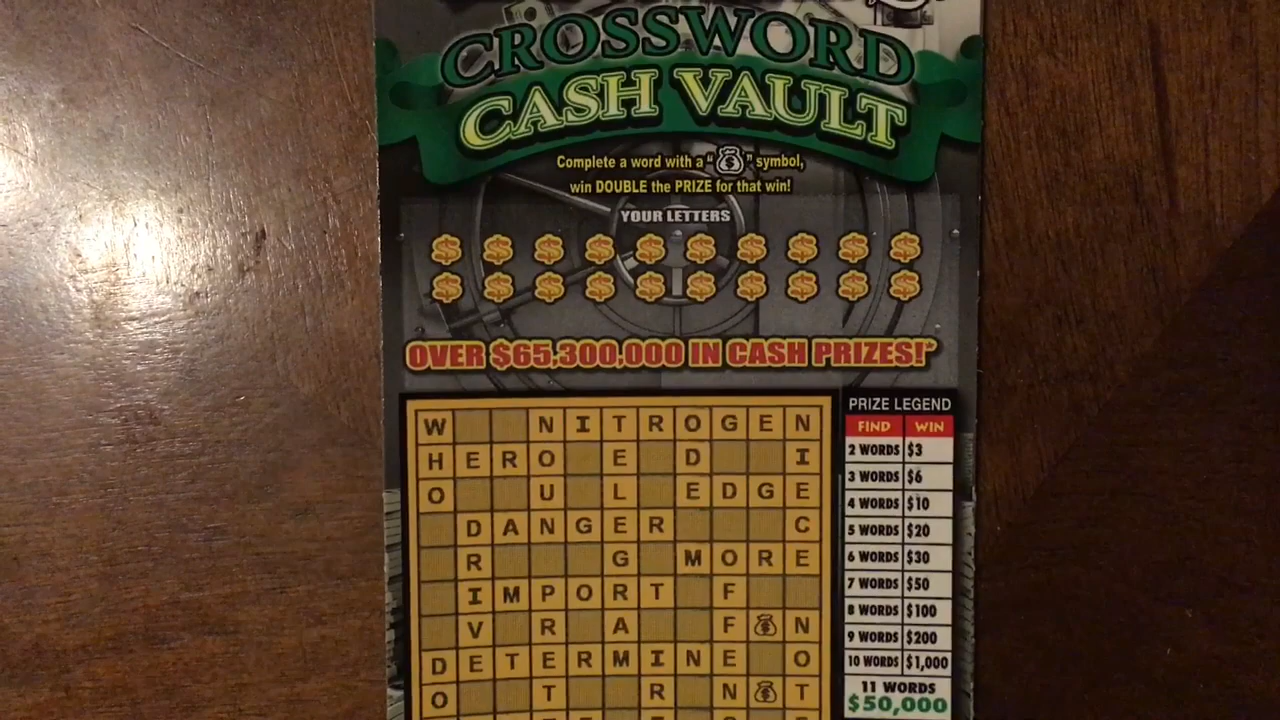 CROSSWORD
CASH VAULT
Complete a word with a "$" symbol,
win DOUBLE the PRIZE for that win!
YOUR LETTERS
$ $ $ $ $ $ $ $ $ $
$ $ $ $ $ $ $ $ $ $
OVER $65,300,000 IN CASH PRIZES!*
PRIZE LEGEND
FIND WIN
2 WORDS $3
3 WORDS $6
4 WORDS $10
5 WORDS $20
6 WORDS $30
7 WORDS $50
8 WORDS $100
9 WORDS $200
10 WORDS $1,000
11 WORDS
$50,000
W N I T R O G E N
H E R O E D I
O U L E D G E
D A N G E R C
R G M O R E
I M P O R T F
V R A F $ N
D E T E R M I N E O
O T R N $ T